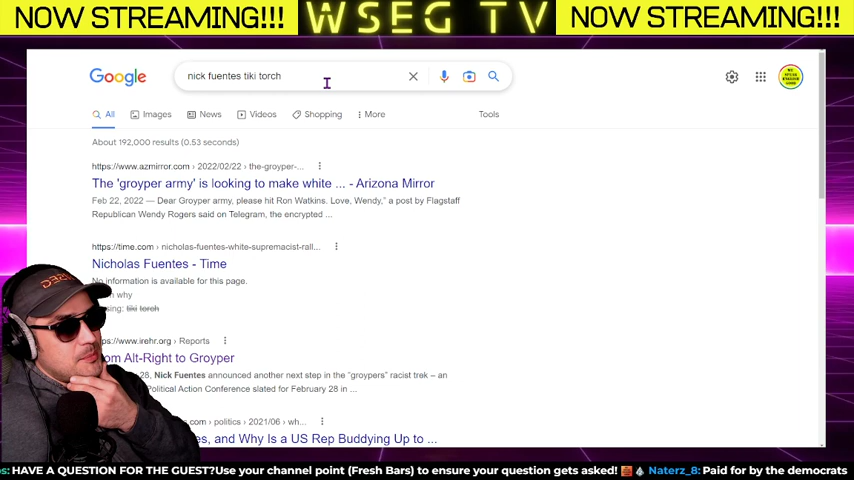 NOW STREAMING!!! WSEG TV NOW STREAMING!!!
Google nick fuentes tiki torch
All Images News Videos Shopping More Tools
About 192,000 results (0.53 seconds)
https://www.azmirror.com › 2022/02/22 › the-groyper-...
The 'groyper army' is looking to make white ... - Arizona Mirror
Feb 22, 2022 — Dear Groyper army, please hit Ron Watkins. Love, Wendy," a post by Flagstaff
Republican Wendy Rogers said on Telegram, the encrypted ...
https://time.com › nicholas-fuentes-white-supremacist-rall...
Nicholas Fuentes - Time
No information is available for this page.
why
tiki torch
www.irehr.org › Reports
om Alt-Right to Groyper
28, Nick Fuentes announced another next step in the "groypers" racist trek – an
Political Action Conference slated for February 28 in ...
.com › politics › 2021/06 › wh...
es, and Why Is a US Rep Buddying Up to ...
s: HAVE A QUESTION FOR THE GUEST?Use your channel point (Fresh Bars) to ensure your question gets asked! Naterz_8: Paid for by the democrats